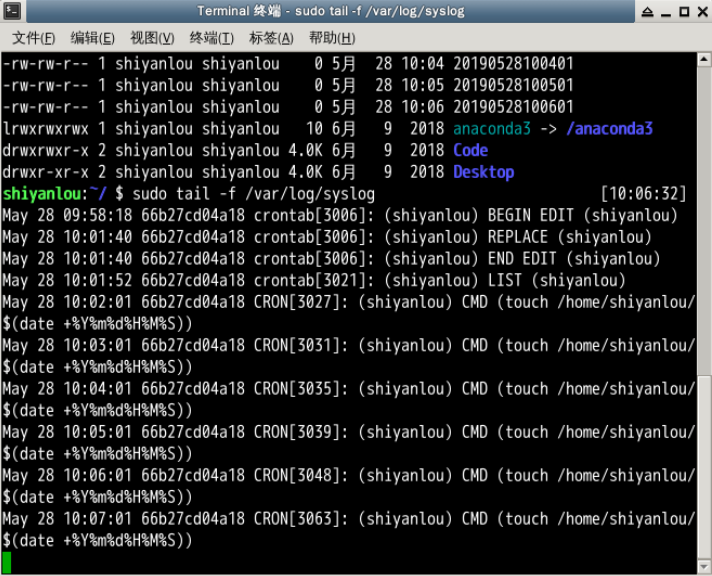 Terminal 终端 - sudo tail -f /var/log/syslog
文件(F) 编辑(E) 视图(V) 终端(T) 标签(A) 帮助(H)
-rw-rw-r-- 1 shiyanlou shiyanlou    0 5月  28 10:04 20190528100401
-rw-rw-r-- 1 shiyanlou shiyanlou    0 5月  28 10:05 20190528100501
-rw-rw-r-- 1 shiyanlou shiyanlou    0 5月  28 10:06 20190528100601
lrwxrwxrwx 1 shiyanlou shiyanlou   10 6月   9  2018 anaconda3 -> /anaconda3
drwxrwxr-x 2 shiyanlou shiyanlou 4.0K 6月   9  2018 Code
drwxr-xr-x 2 shiyanlou shiyanlou 4.0K 6月   9  2018 Desktop
shiyanlou:~/ $ sudo tail -f /var/log/syslog                          [10:06:32]
May 28 09:58:18 66b27cd04a18 crontab[3006]: (shiyanlou) BEGIN EDIT (shiyanlou)
May 28 10:01:40 66b27cd04a18 crontab[3006]: (shiyanlou) REPLACE (shiyanlou)
May 28 10:01:40 66b27cd04a18 crontab[3006]: (shiyanlou) END EDIT (shiyanlou)
May 28 10:01:52 66b27cd04a18 crontab[3021]: (shiyanlou) LIST (shiyanlou)
May 28 10:02:01 66b27cd04a18 CRON[3027]: (shiyanlou) CMD (touch /home/shiyanlou/
$(date +%Y%m%d%H%M%S))
May 28 10:03:01 66b27cd04a18 CRON[3031]: (shiyanlou) CMD (touch /home/shiyanlou/
$(date +%Y%m%d%H%M%S))
May 28 10:04:01 66b27cd04a18 CRON[3035]: (shiyanlou) CMD (touch /home/shiyanlou/
$(date +%Y%m%d%H%M%S))
May 28 10:05:01 66b27cd04a18 CRON[3039]: (shiyanlou) CMD (touch /home/shiyanlou/
$(date +%Y%m%d%H%M%S))
May 28 10:06:01 66b27cd04a18 CRON[3048]: (shiyanlou) CMD (touch /home/shiyanlou/
$(date +%Y%m%d%H%M%S))
May 28 10:07:01 66b27cd04a18 CRON[3063]: (shiyanlou) CMD (touch /home/shiyanlou/
$(date +%Y%m%d%H%M%S))